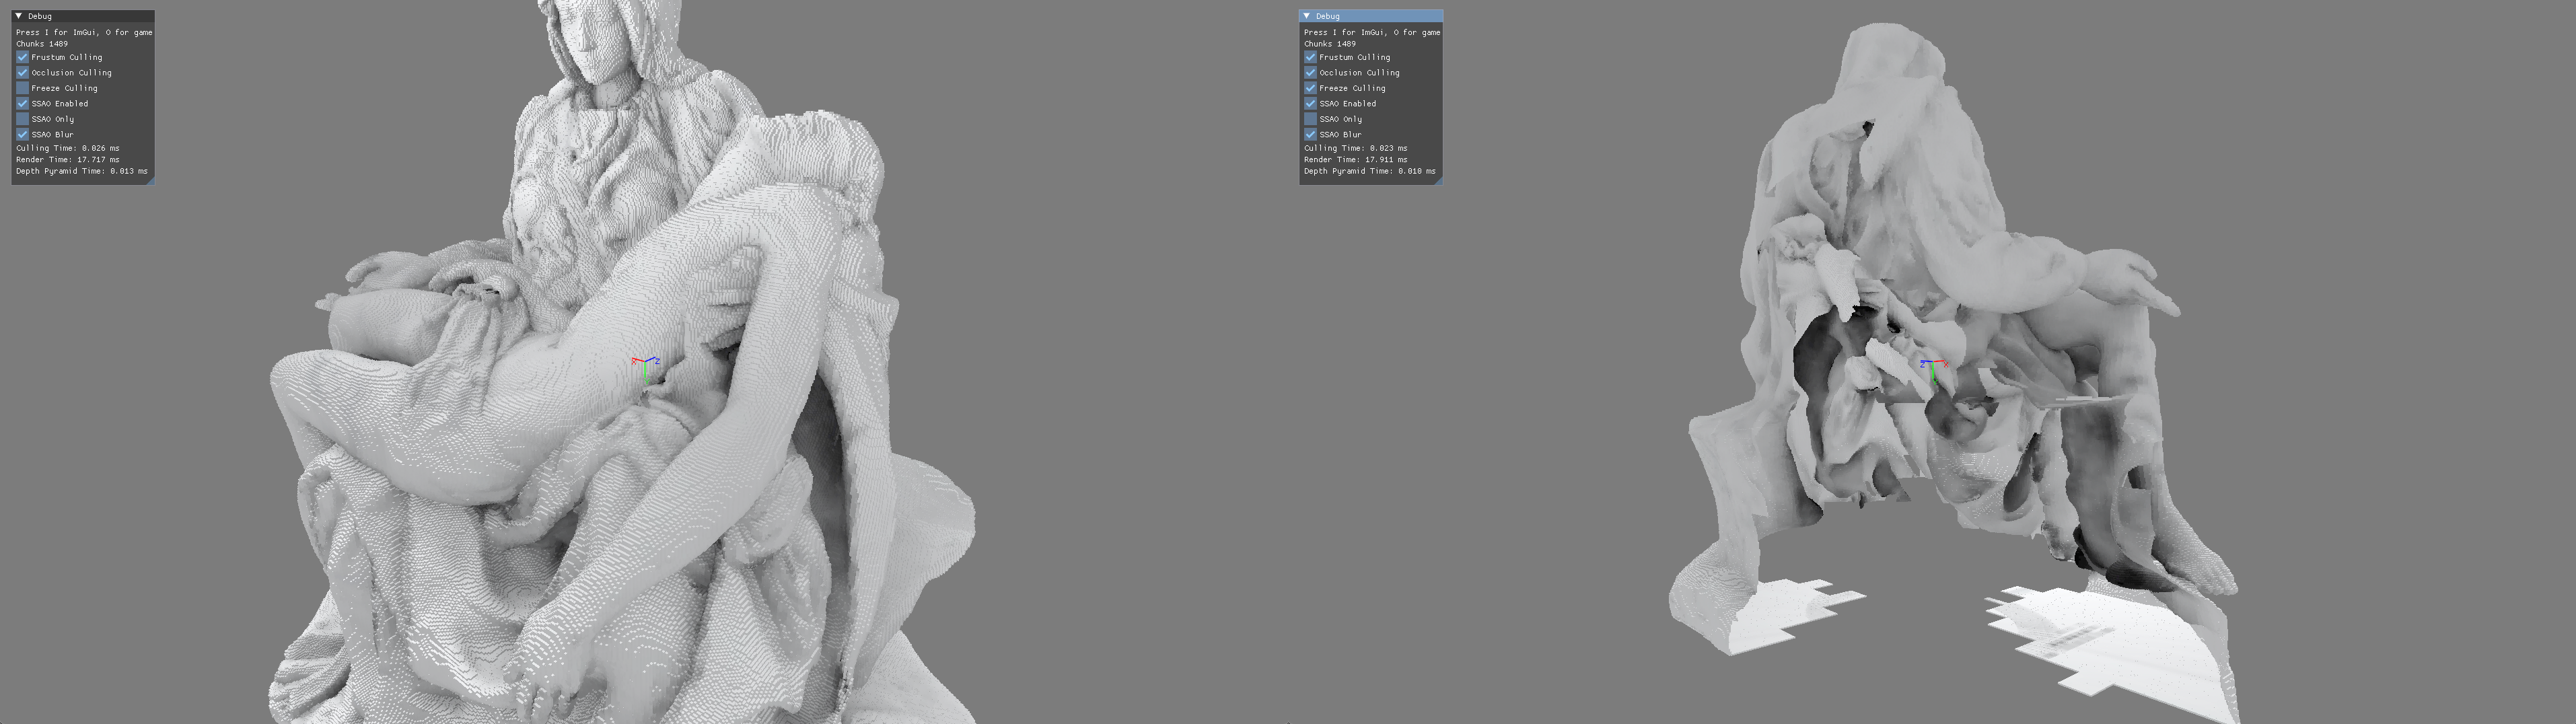 Debug
Press I for ImGui, O for game
Chunks 1489
Frustum Culling
Occlusion Culling
Freeze Culling
SSAO Enabled
SSAO Only
SSAO Blur
Culling Time: 0.026 ms
Render Time: 17.717 ms
Depth Pyramid Time: 0.013 ms
X
Z
Debug
Press I for ImGui, O for game
Chunks 1489
Frustum Culling
Occlusion Culling
Freeze Culling
SSAO Enabled
SSAO Only
SSAO Blur
Culling Time: 0.023 ms
Render Time: 17.911 ms
Depth Pyramid Time: 0.010 ms
Z
X